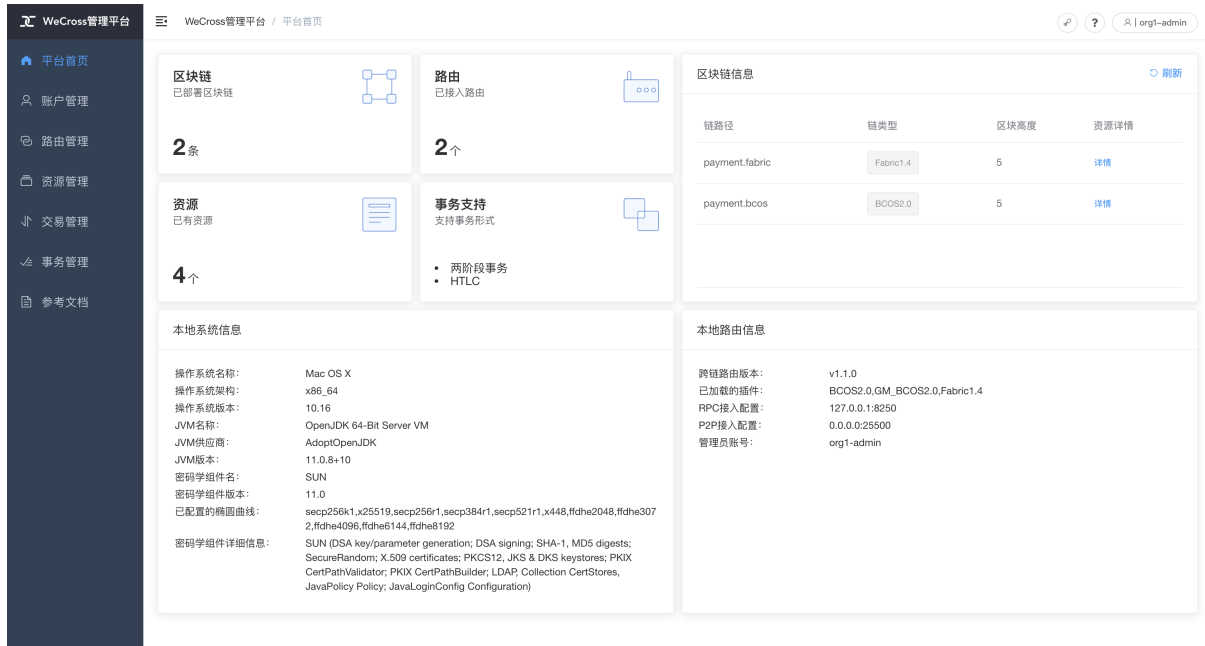 WeCross管理平台
WeCross管理平台 / 平台首页
?
org1-admin
平台首页
账户管理
路由管理
资源管理
交易管理
事务管理
参考文档
区块链
已部署区块链
2条
路由
已接入路由
2个
资源
已有资源
4个
事务支持
支持事务形式
• 两阶段事务
• HTLC
区块链信息
刷新
链路径 链类型 区块高度 资源详情
payment.fabric Fabric1.4 5 详情
payment.bcos BCOS2.0 5 详情
本地系统信息
操作系统名称: Mac OS X
操作系统架构: x86_64
操作系统版本: 10.16
JVM名称: OpenJDK 64-Bit Server VM
JVM供应商: AdoptOpenJDK
JVM版本: 11.0.8+10
密码学组件名: SUN
密码学组件版本: 11.0
已配置的椭圆曲线: secp256k1,x25519,secp256r1,secp384r1,secp521r1,x448,ffdhe2048,ffdhe307
2,ffdhe4096,ffdhe6144,ffdhe8192
密码学组件详细信息: SUN (DSA key/parameter generation; DSA signing; SHA-1, MD5 digests;
SecureRandom; X.509 certificates; PKCS12, JKS & DKS keystores; PKIX
CertPathValidator; PKIX CertPathBuilder; LDAP, Collection CertStores,
JavaPolicy Policy; JavaLoginConfig Configuration)
本地路由信息
跨链路由版本: v1.1.0
已加载的插件: BCOS2.0,GM_BCOS2.0,Fabric1.4
RPC接入配置: 127.0.0.1:8250
P2P接入配置: 0.0.0.0:25500
管理员账号: org1-admin